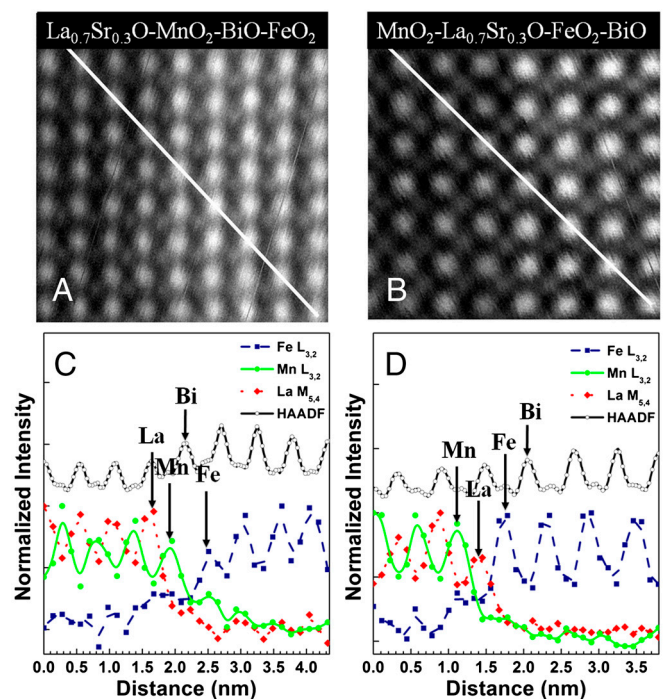 La0.7Sr0.3O-MnO2-BiO-FeO2
MnO2-La0.7Sr0.3O-FeO2-BiO
A
B
C
Fe L3,2
Mn L3,2
La M5,4
HAADF
La
Mn
Bi
Fe
Normalized Intensity
0.0 0.5 1.0 1.5 2.0 2.5 3.0 3.5 4.0
Distance (nm)
D
Fe L3,2
Mn L3,2
La M5,4
HAADF
Mn
La
Fe
Bi
Normalized Intensity
0.0 0.5 1.0 1.5 2.0 2.5 3.0 3.5
Distance (nm)